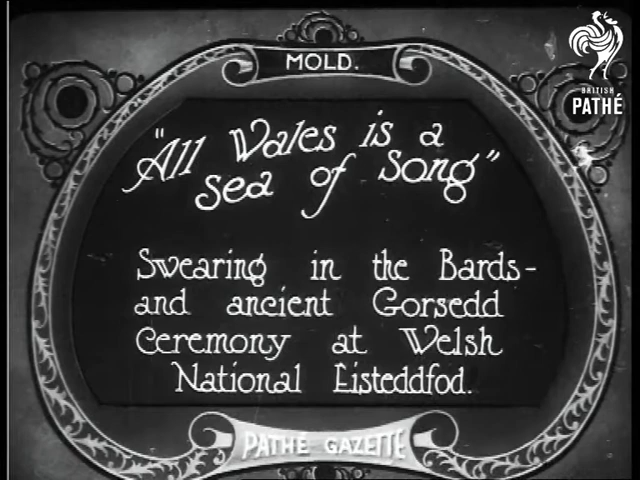 MOLD.
BRITISH
PATHÉ
"All Wales is a
sea of song"
Swearing in the Bards -
and ancient Gorsedd
Ceremony at Welsh
National Eisteddfod.
PATHÉ GAZETTE